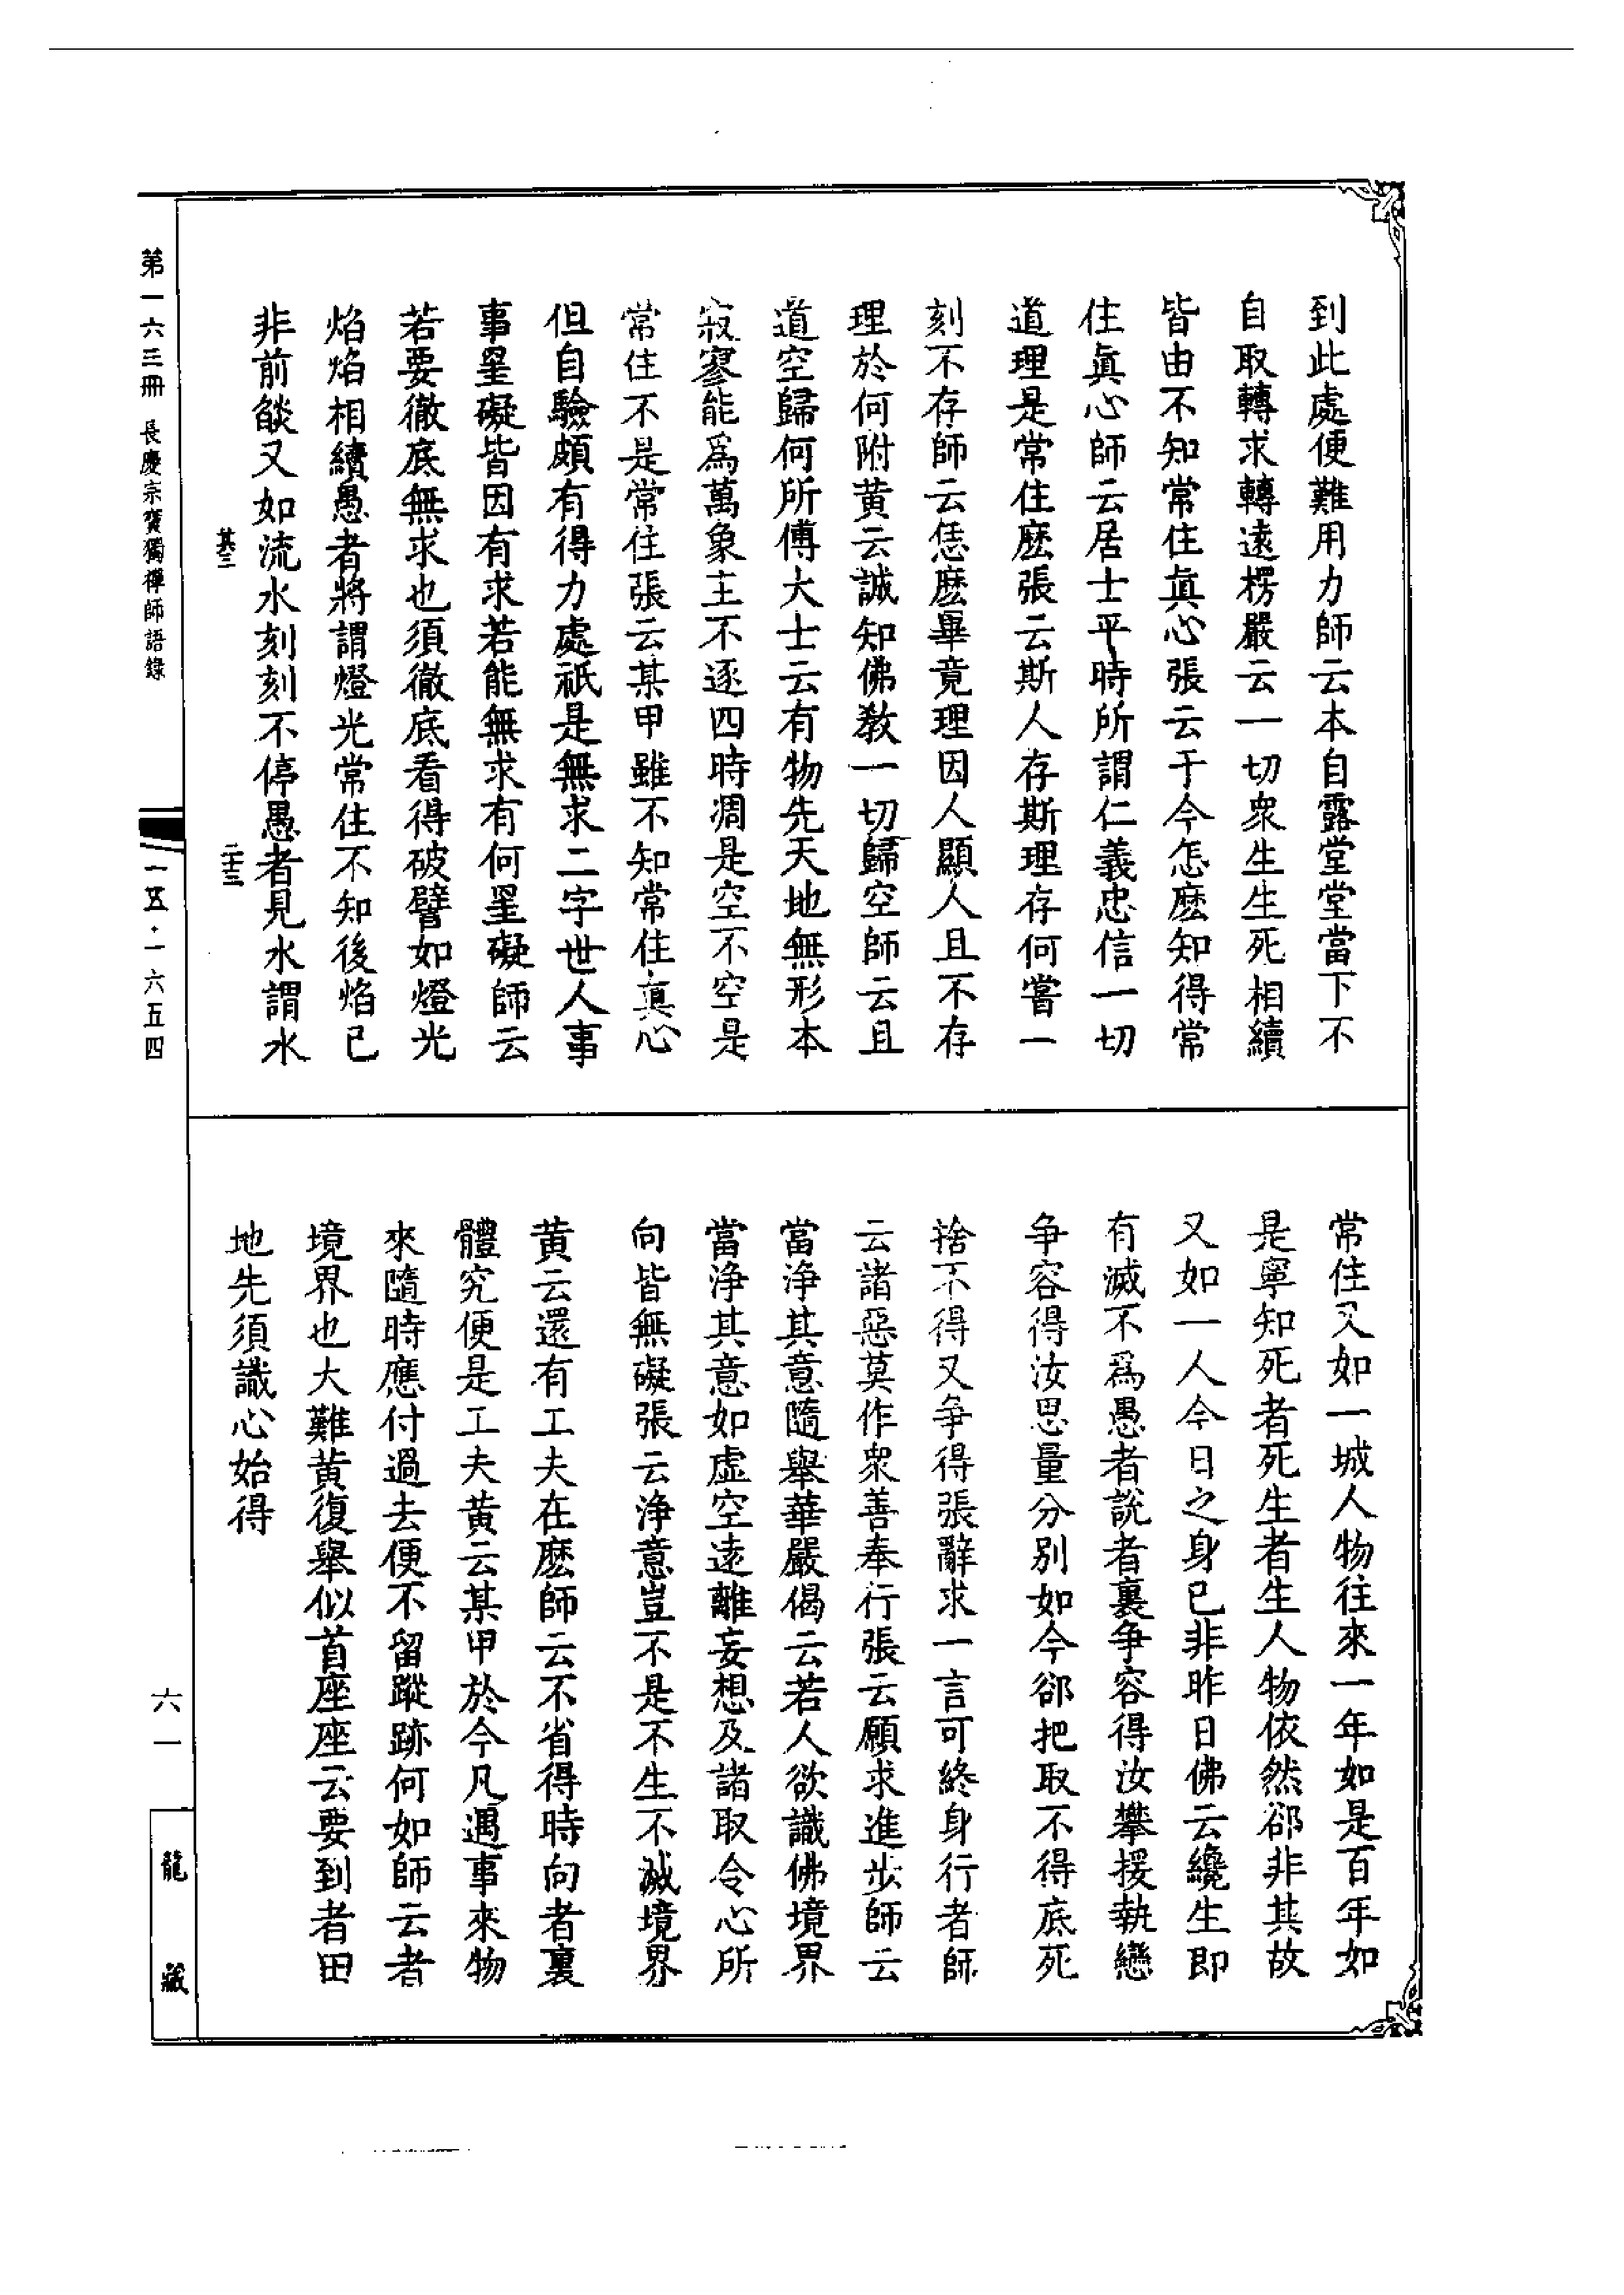 到此處便難用力師云本自露堂堂當下不
自取轉求轉遠楞嚴云一切衆生生死相續
皆由不知常住真心張云于今怎麽知得常
住真心師云居士平時所謂仁義忠信一切
道理是常住麽張云斯人存斯理存何嘗一
刻不存師云恁麽畢竟理因人顯人且不存
理於何附黄云誠知佛教一切歸空師云且
道空歸何所傅大士云有物先天地無形本
寂寥能爲萬象主不逐四時凋是空不空是
常住不是常住張云某甲雖不知常住真心
但自驗頗有得力處祇是無求二字世人事
事罣礙皆因有求若能無求有何罣礙師云
若要徹底無求也須徹底看得破譬如燈光
焰焰相續愚者將謂燈光常住不知後焰已
非前燄又如流水刻刻不停愚者見水謂水
其三
二十三
常住又如一城人物往來一年如是百年如
是寧知死者死生者生人物依然郤非其故
又如一人今日之身已非昨日佛云纔生即
有滅不爲愚者說者裏争容得汝攀援執戀
争容得汝思量分别如今郤把取不得底死
捨不得又争得張辭求一言可終身行者師
云諸惡莫作衆善奉行張云願求進步師云
當浄其意隨舉華嚴偈云若人欲識佛境界
當浄其意如虛空遠離妄想及諸取令心所
向皆無礙張云浄意豈不是不生不滅境界
黄云還有工夫在麽師云不省得時向者裏
體究便是工夫黄云某甲於今凡遇事來物
來隨時應付過去便不留蹤跡何如師云者
境界也大難黄復舉似首座座云要到者田
地先須識心始得
第一六三冊 長慶宗寶獨禪師語錄
一五·一六五四
六一
龍藏